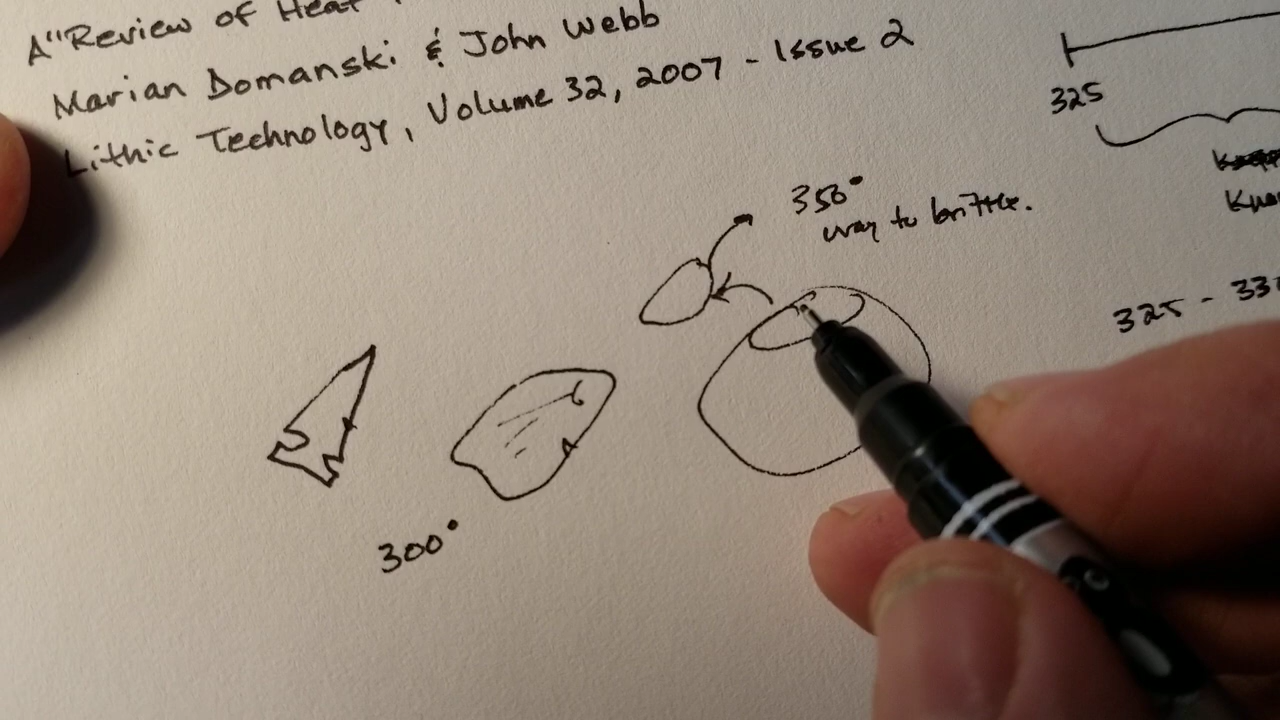 A "Review of Heat
Marian Domanski & John Webb
Lithic Technology, Volume 32, 2007 - Issue 2
325
350°
way to brittle.
325 - 33
300°